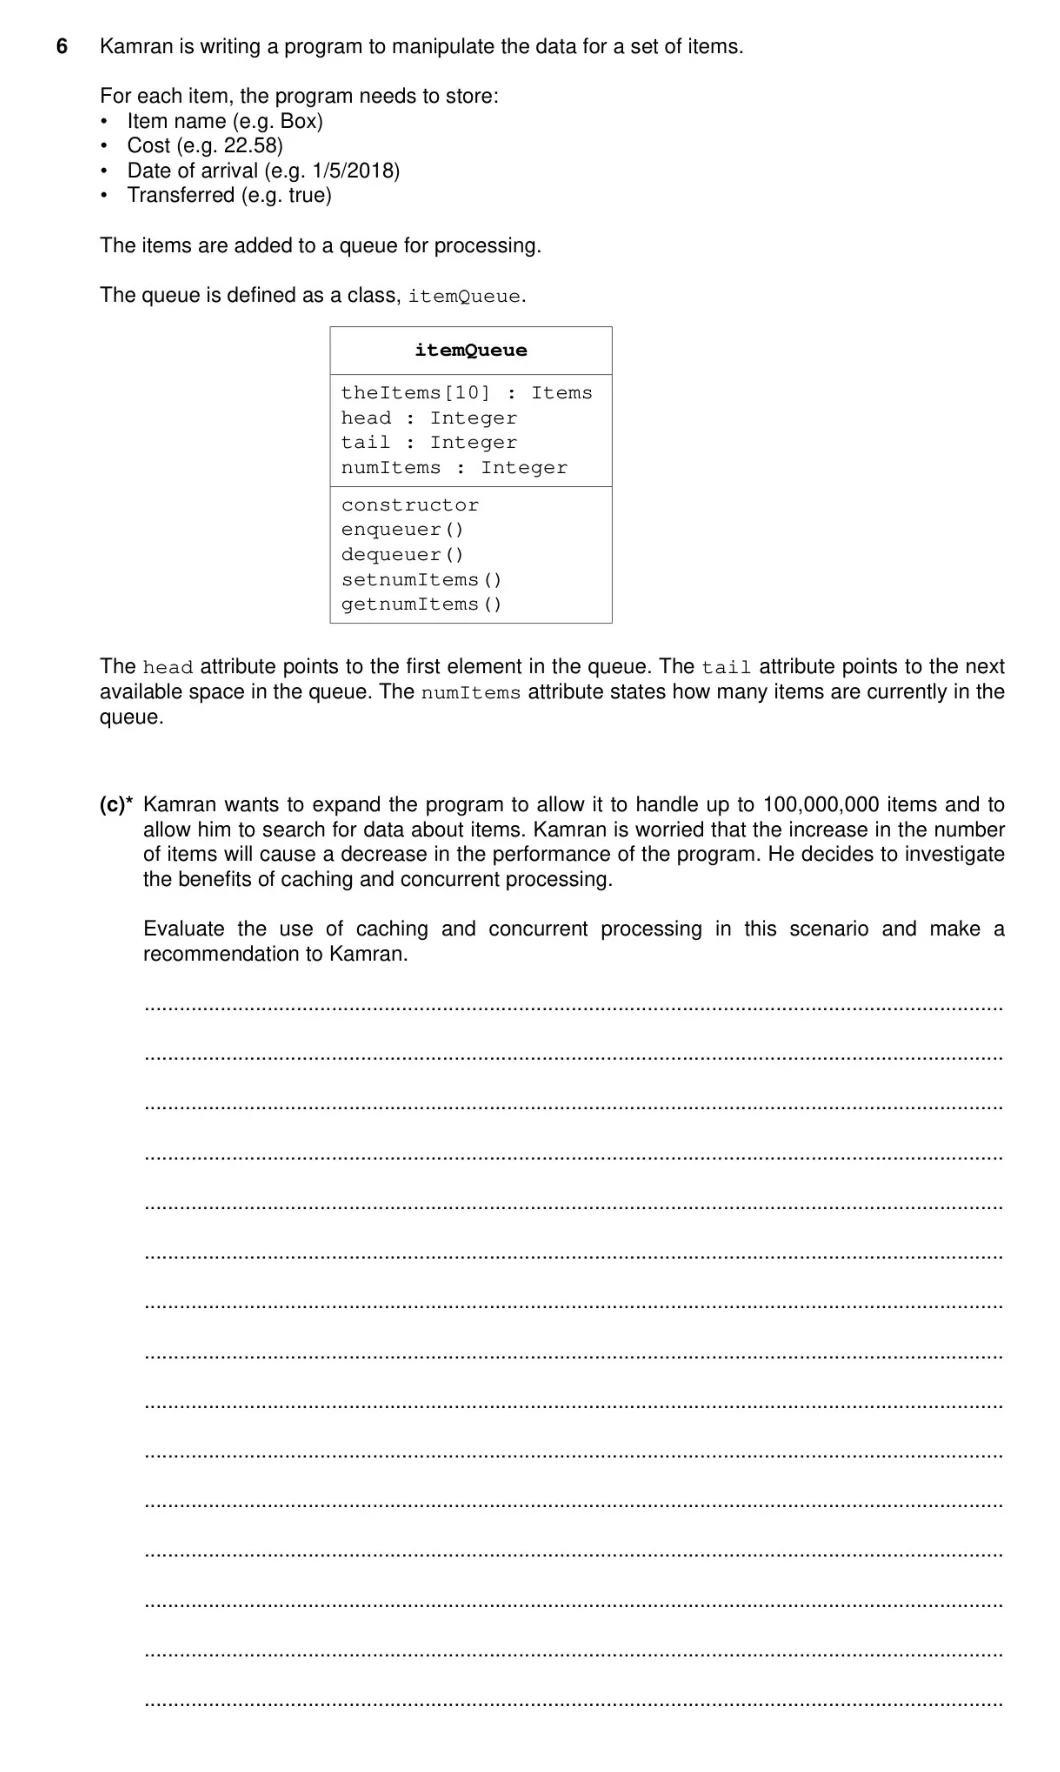 6 Kamran is writing a program to manipulate the data for a set of items.
For each item, the program needs to store:
• Item name (e.g. Box)
• Cost (e.g. 22.58)
• Date of arrival (e.g. 1/5/2018)
• Transferred (e.g. true)
The items are added to a queue for processing.
The queue is defined as a class, itemQueue.
itemQueue
theItems[10] : Items
head : Integer
tail : Integer
numItems : Integer
constructor
enqueuer()
dequeuer()
setnumItems()
getnumItems()
The head attribute points to the first element in the queue. The tail attribute points to the next
available space in the queue. The numItems attribute states how many items are currently in the
queue.
(c)* Kamran wants to expand the program to allow it to handle up to 100,000,000 items and to
allow him to search for data about items. Kamran is worried that the increase in the number
of items will cause a decrease in the performance of the program. He decides to investigate
the benefits of caching and concurrent processing.
Evaluate the use of caching and concurrent processing in this scenario and make a
recommendation to Kamran.